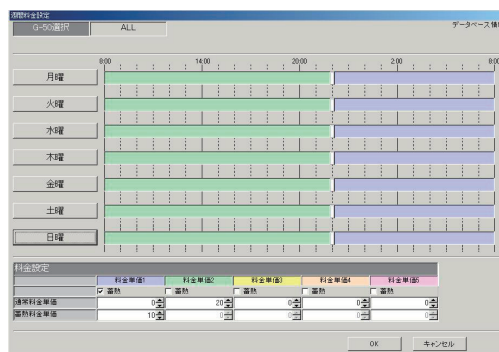 週間料金設定
G-50選択 ALL データベース情
8:00 14:00 20:00 2:00 8:00
月曜
火曜
水曜
木曜
金曜
土曜
日曜
料金設定
料金単価1 料金単価2 料金単価3 料金単価4 料金単価5
蓄熱 蓄熱 蓄熱 蓄熱 蓄熱
通常料金単価 0 20 0 0 0
蓄熱料金単価 10 0 0 0 0
OK キャンセル